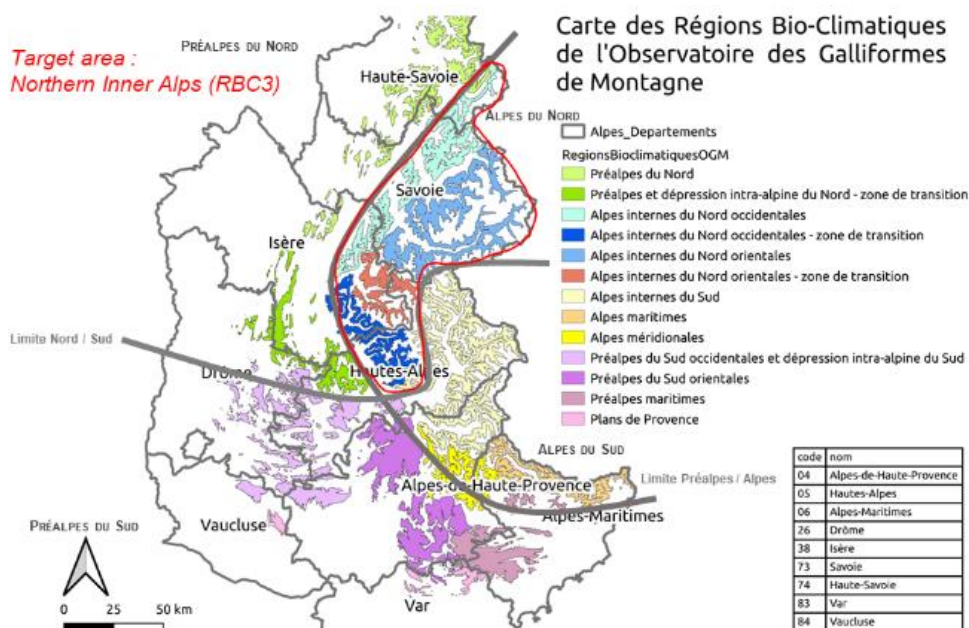 Carte des Régions Bio-Climatiques
de l'Observatoire des Galliformes
de Montagne
Target area :
Northern Inner Alps (RBC3)
PRÉALPES DU NORD
Haute-Savoie
ALPES DU NORD
Savoie
Isère
Limite Nord / Sud
Drôme
Hautes-Alpes
ALPES DU SUD
Alpes-de-Haute-Provence
Limite Préalpes / Alpes
Alpes-Maritimes
PRÉALPES DU SUD
Vaucluse
Var
0 25 50 km
Alpes_Departements
RegionsBioclimatiquesOGM
Préalpes du Nord
Préalpes et dépression intra-alpine du Nord - zone de transition
Alpes internes du Nord occidentales
Alpes internes du Nord occidentales - zone de transition
Alpes internes du Nord orientales
Alpes internes du Nord orientales - zone de transition
Alpes internes du Sud
Alpes maritimes
Alpes méridionales
Préalpes du Sud occidentales et dépression intra-alpine du Sud
Préalpes du Sud orientales
Préalpes maritimes
Plans de Provence
code nom
04 Alpes-de-Haute-Provence
05 Hautes-Alpes
06 Alpes-Maritimes
26 Drôme
38 Isère
73 Savoie
74 Haute-Savoie
83 Var
84 Vaucluse